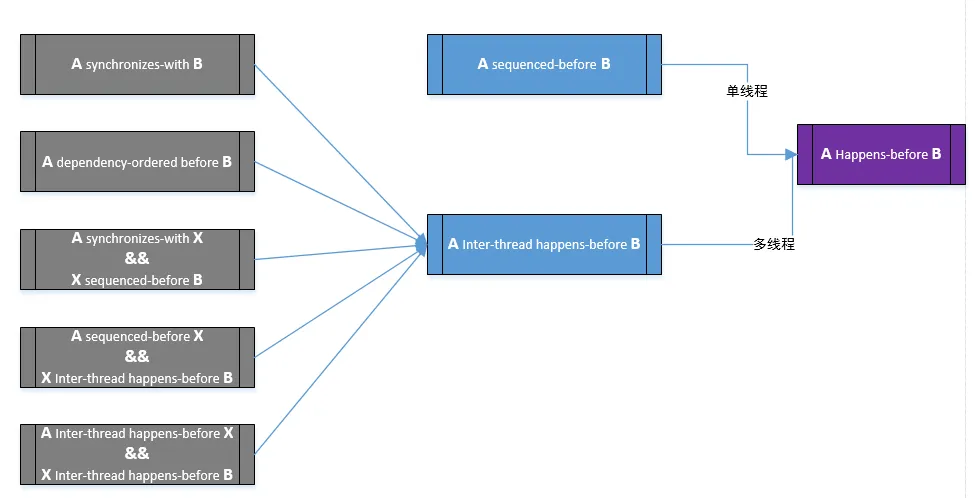 A synchronizes-with B
A dependency-ordered before B
A synchronizes-with X
&&
X sequenced-before B
A sequenced-before X
&&
X Inter-thread happens-before B
A Inter-thread happens-before X
&&
X Inter-thread happens-before B
A sequenced-before B
A Inter-thread happens-before B
单线程
多线程
A Happens-before B